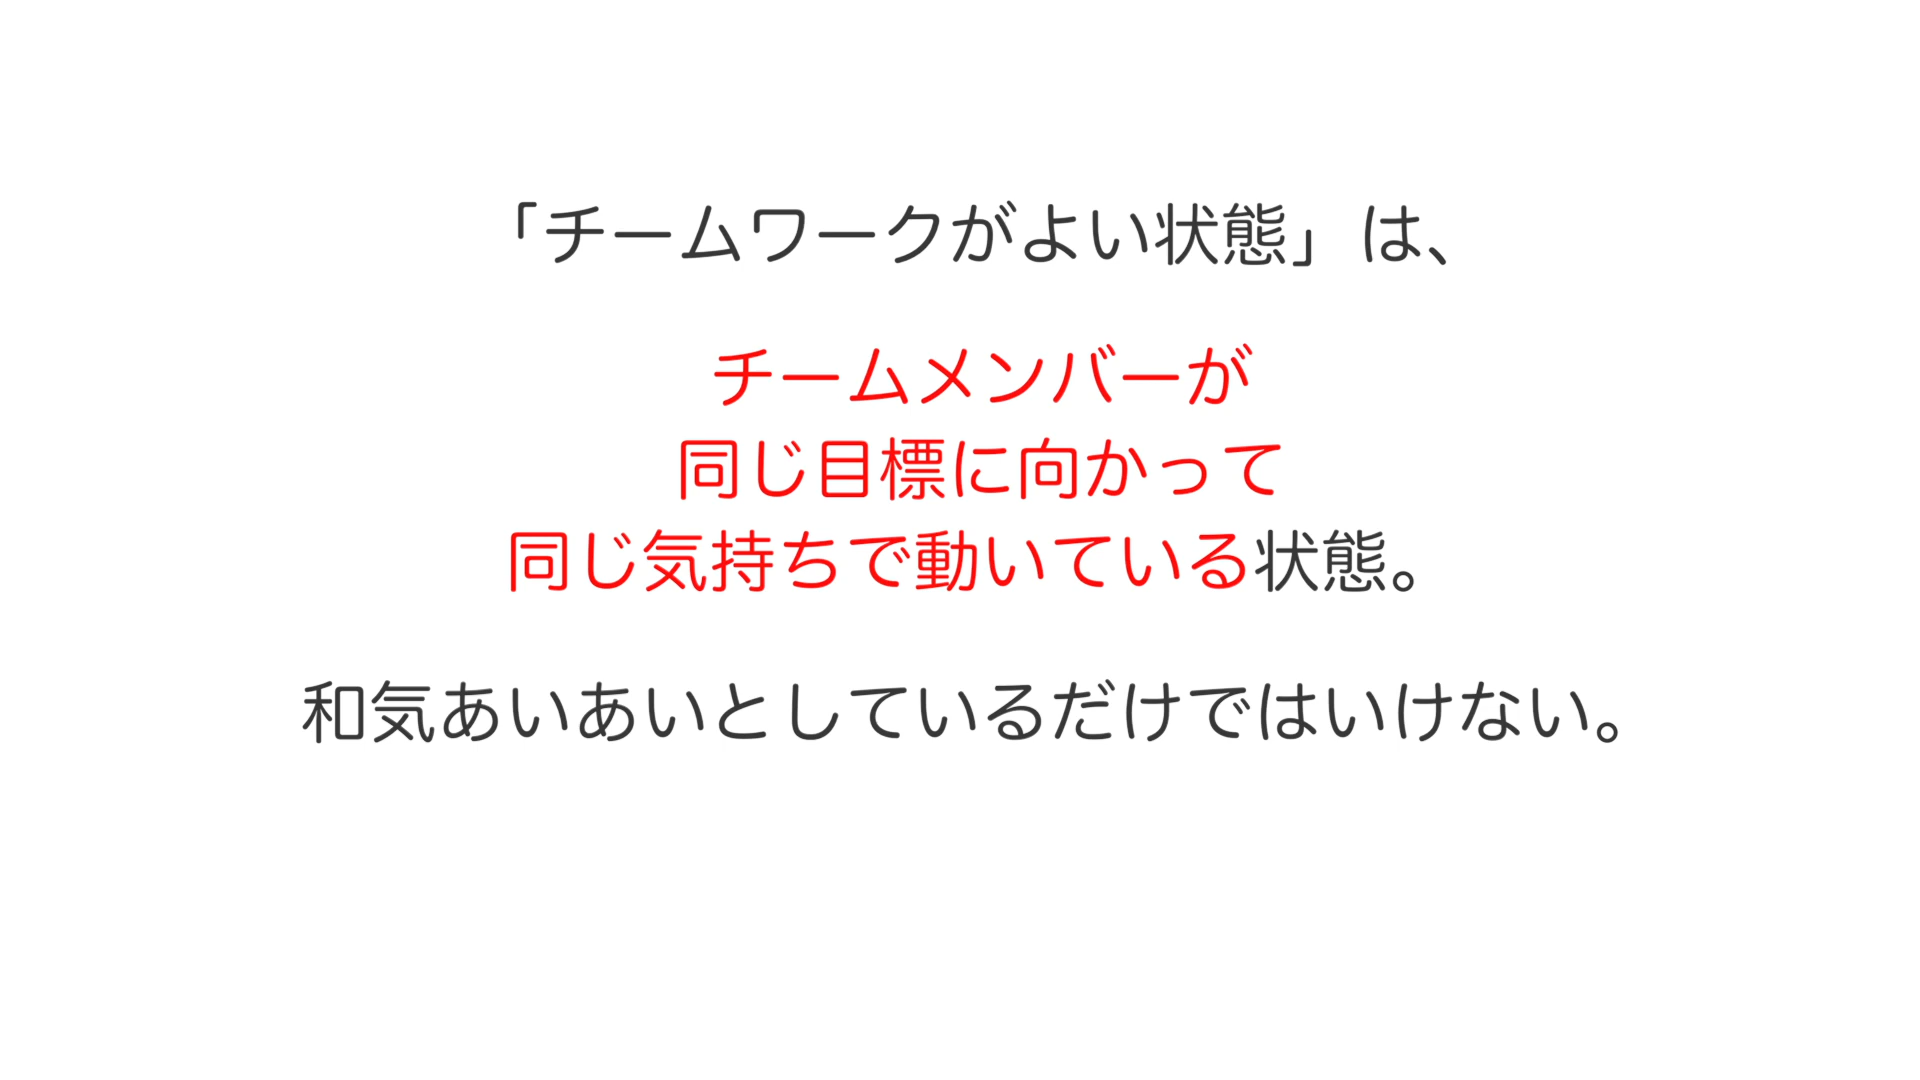 「チームワークがよい状態」は、
チームメンバーが
同じ目標に向かって
同じ気持ちで動いている状態。
和気あいあいとしているだけではいけない。